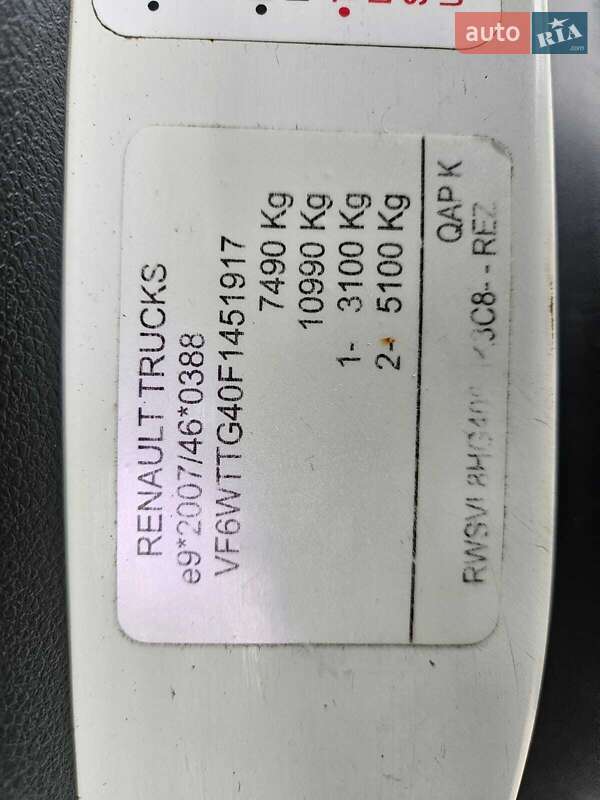 auto RIA.com
RENAULT TRUCKS
e9*2007/46*0388
VF6WTTG40F1451917
7490 Kg
10990 Kg
1- 3100 Kg
2- 5100 Kg
QAP K